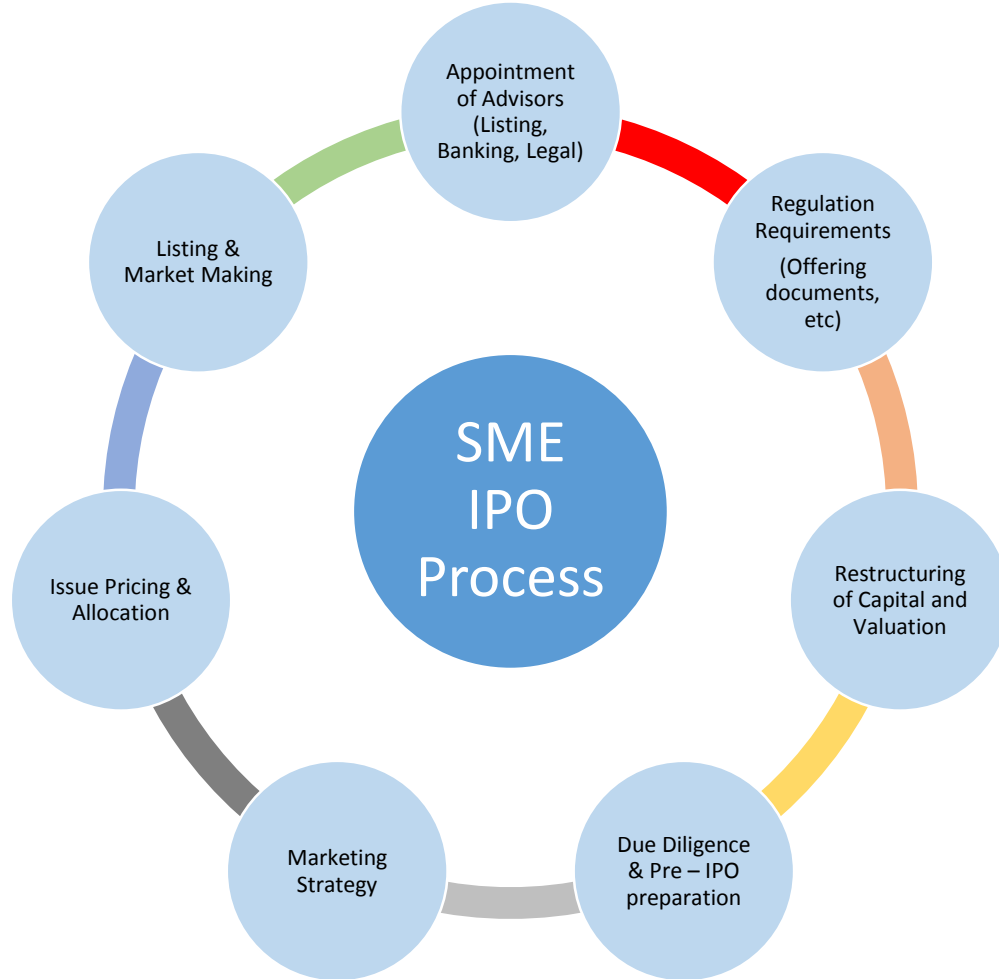 Appointment
of Advisors
(Listing,
Banking, Legal)
Regulation
Requirements
(Offering
documents,
etc)
Restructuring
of Capital and
Valuation
Due Diligence
& Pre – IPO
preparation
Marketing
Strategy
Issue Pricing &
Allocation
Listing &
Market Making
SME
IPO
Process